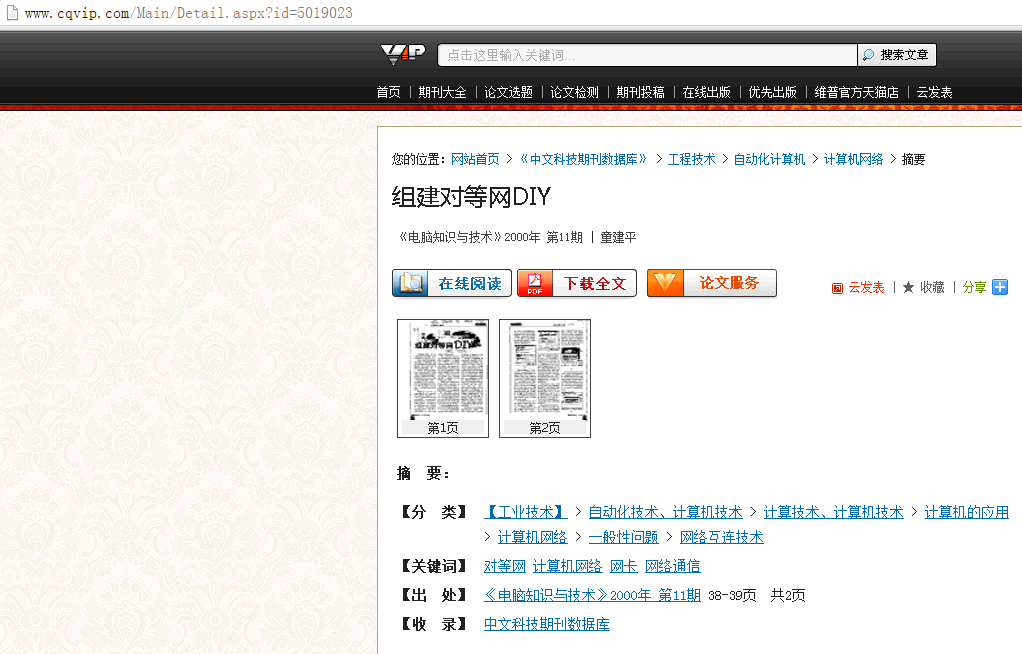 www.cqvip.com/Main/Detail.aspx?id=5019023
VIP 点击这里输入关键词... 搜索文章
首页 | 期刊大全 | 论文选题 | 论文检测 | 期刊投稿 | 在线出版 | 优先出版 | 维普官方天猫店 | 云发表
您的位置：网站首页 > 《中文科技期刊数据库》 > 工程技术 > 自动化计算机 > 计算机网络 > 摘要
组建对等网DIY
《电脑知识与技术》2000年 第11期 | 童建平
在线阅读 PDF 下载全文 论文服务 云发表 | ★ 收藏 | 分享
组建对等网DIY
第1页 第2页
摘 要：
【分 类】 【工业技术】 > 自动化技术、计算机技术 > 计算技术、计算机技术 > 计算机的应用
> 计算机网络 > 一般性问题 > 网络互连技术
【关键词】 对等网 计算机网络 网卡 网络通信
【出 处】 《电脑知识与技术》2000年 第11期 38-39页 共2页
【收 录】 中文科技期刊数据库